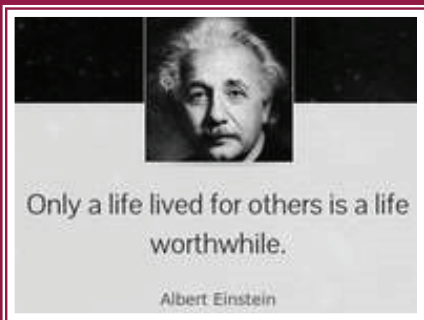 Only a life lived for others is a life
worthwhile.
Albert Einstein